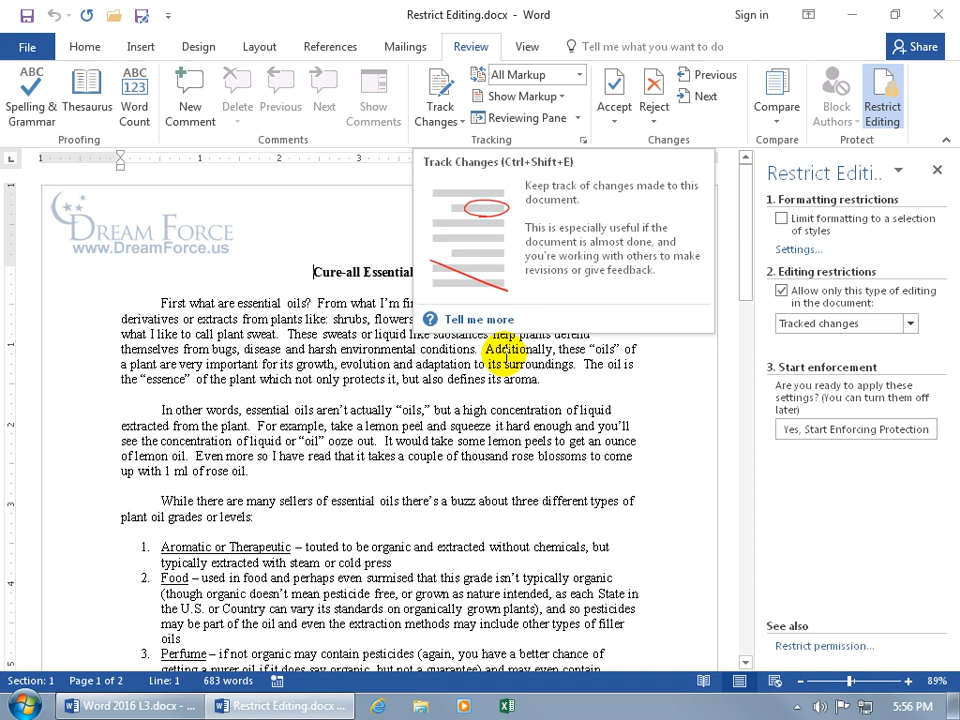 Restrict Editing.docx - Word
Sign in
File
Home
Insert
Design
Layout
References
Mailings
Review
View
Tell me what you want to do
Share
ABC
Spelling &
Grammar
Thesaurus
ABC
123
Word
Count
Proofing
New
Comment
Delete
Previous
Next
Show
Comments
Comments
Track
Changes
All Markup
Show Markup
Reviewing Pane
Tracking
Accept
Reject
Previous
Next
Changes
Compare
Compare
Block
Authors
Restrict
Editing
Protect
1 1 2 3
Track Changes (Ctrl+Shift+E)
Keep track of changes made to this
document.
This is especially useful if the
document is almost done, and
you're working with others to make
revisions or give feedback.
Tell me more
DREAM FORCE
www.DreamForce.us
Cure-all Essential
First what are essential oils? From what I'm
derivatives or extracts from plants like: shrubs, flowers
what I like to call plant sweat. These sweats or liquid like substances help plants defend
themselves from bugs, disease and harsh environmental conditions. Additionally, these “oils” of
a plant are very important for its growth, evolution and adaptation to its surroundings. The oil is
the “essence” of the plant which not only protects it, but also defines its aroma.
In other words, essential oils aren't actually “oils,” but a high concentration of liquid
extracted from the plant. For example, take a lemon peel and squeeze it hard enough and you'll
see the concentration of liquid or “oil” ooze out. It would take some lemon peels to get an ounce
of lemon oil. Even more so I have read that it takes a couple of thousand rose blossoms to come
up with 1 ml of rose oil.
While there are many sellers of essential oils there's a buzz about three different types of
plant oil grades or levels:
1. Aromatic or Therapeutic – touted to be organic and extracted without chemicals, but
typically extracted with steam or cold press
2. Food – used in food and perhaps even surmised that this grade isn't typically organic
(though organic doesn't mean pesticide free, or grown as nature intended, as each State in
the U.S. or Country can vary its standards on organically grown plants), and so pesticides
may be part of the oil and even the extraction methods may include other types of filler
oils
3. Perfume – if not organic may contain pesticides (again, you have a better chance of
getting a purer oil if it does say organic, but not a guarantee) and may even contain
Restrict Editi..
1. Formatting restrictions
Limit formatting to a selection
of styles
Settings...
2. Editing restrictions
Allow only this type of editing
in the document:
Tracked changes
3. Start enforcement
Are you ready to apply these
settings? (You can turn them off
later)
Yes, Start Enforcing Protection
See also
Restrict permission...
Section: 1
Page 1 of 2
Line: 1
683 words
89%
Word 2016 L3.docx - ...
Restrict Editing.docx ...
5:56 PM